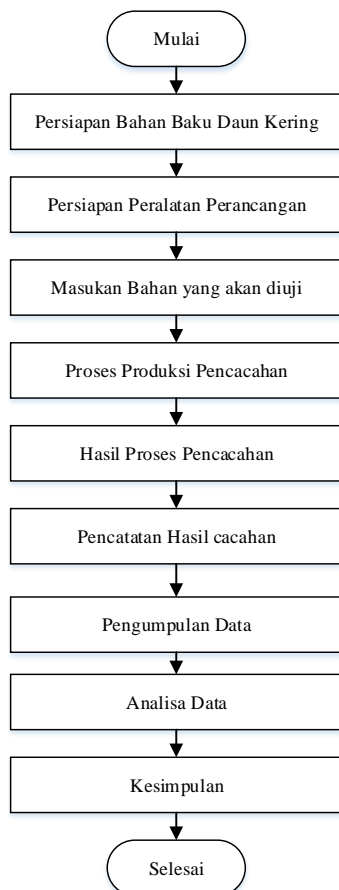 Mulai
Persiapan Bahan Baku Daun Kering
Persiapan Peralatan Perancangan
Masukan Bahan yang akan diuji
Proses Produksi Pencacahan
Hasil Proses Pencacahan
Pencatatan Hasil cacahan
Pengumpulan Data
Analisa Data
Kesimpulan
Selesai